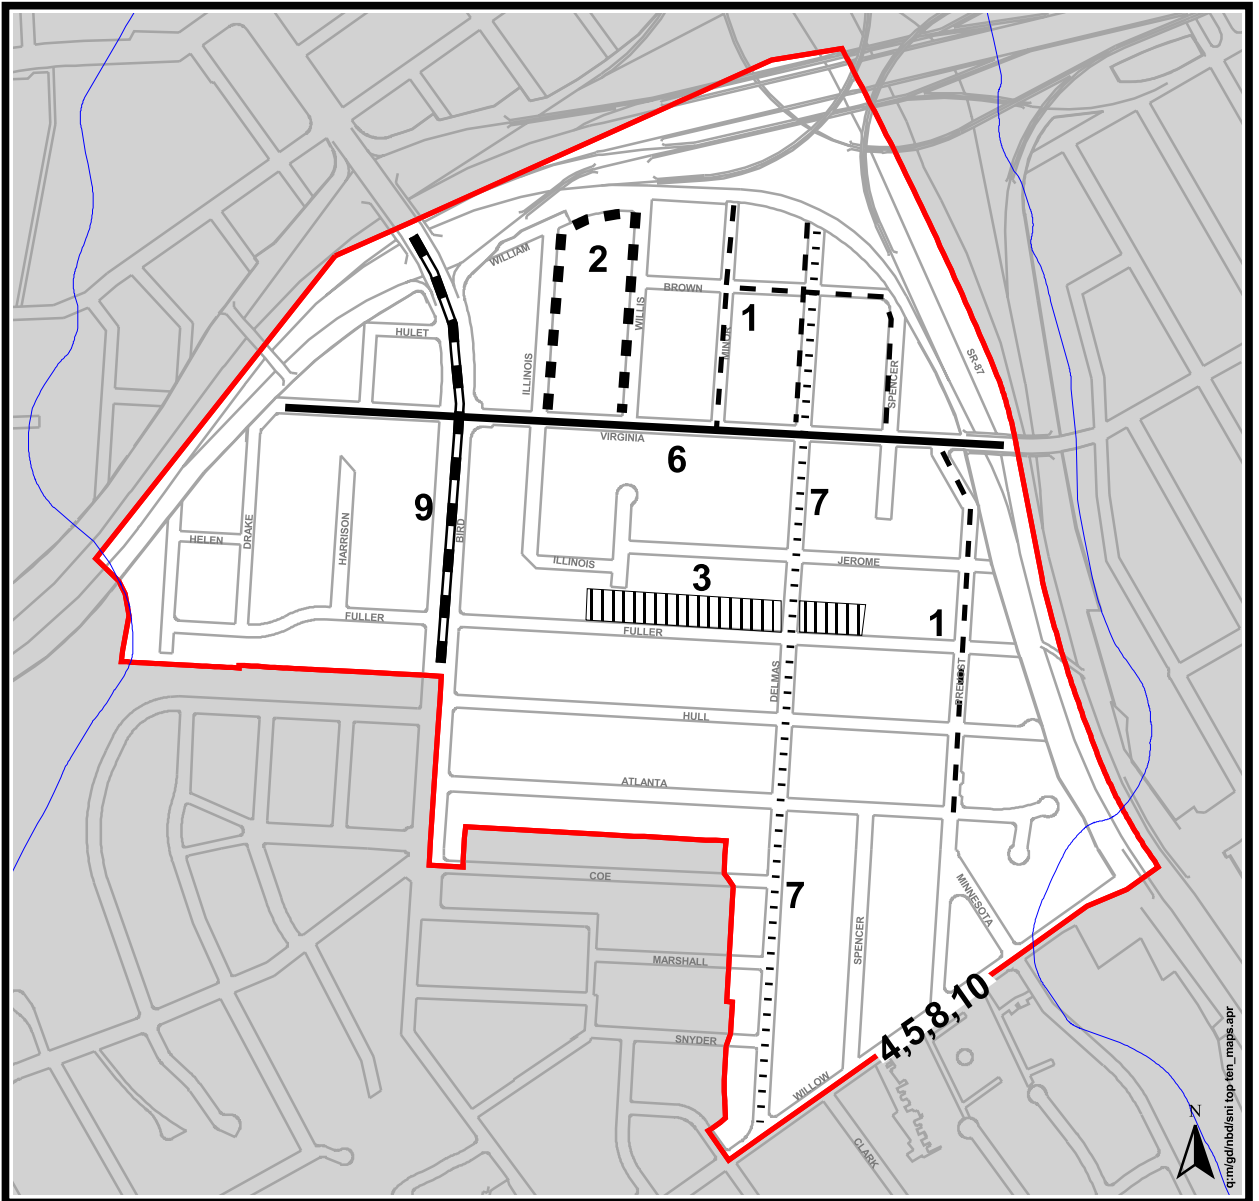 WILLIAM
2
BROWN
WILLIS
1
MINOR
HULET
ILLINOIS
SPENCER
SR-87
VIRGINIA
6
9
7
BIRD
DRAKE
HARRISON
HELEN
ILLINOIS
JEROME
3
FULLER
FULLER
1
DELMAS
HULL
ATLANTA
COE
7
MINNESOTA
SPENCER
MARSHALL
4,5,8,10
SNYDER
WILLOW
CLARK
N
q:m/gd/nbd/sni top ten_maps.apr